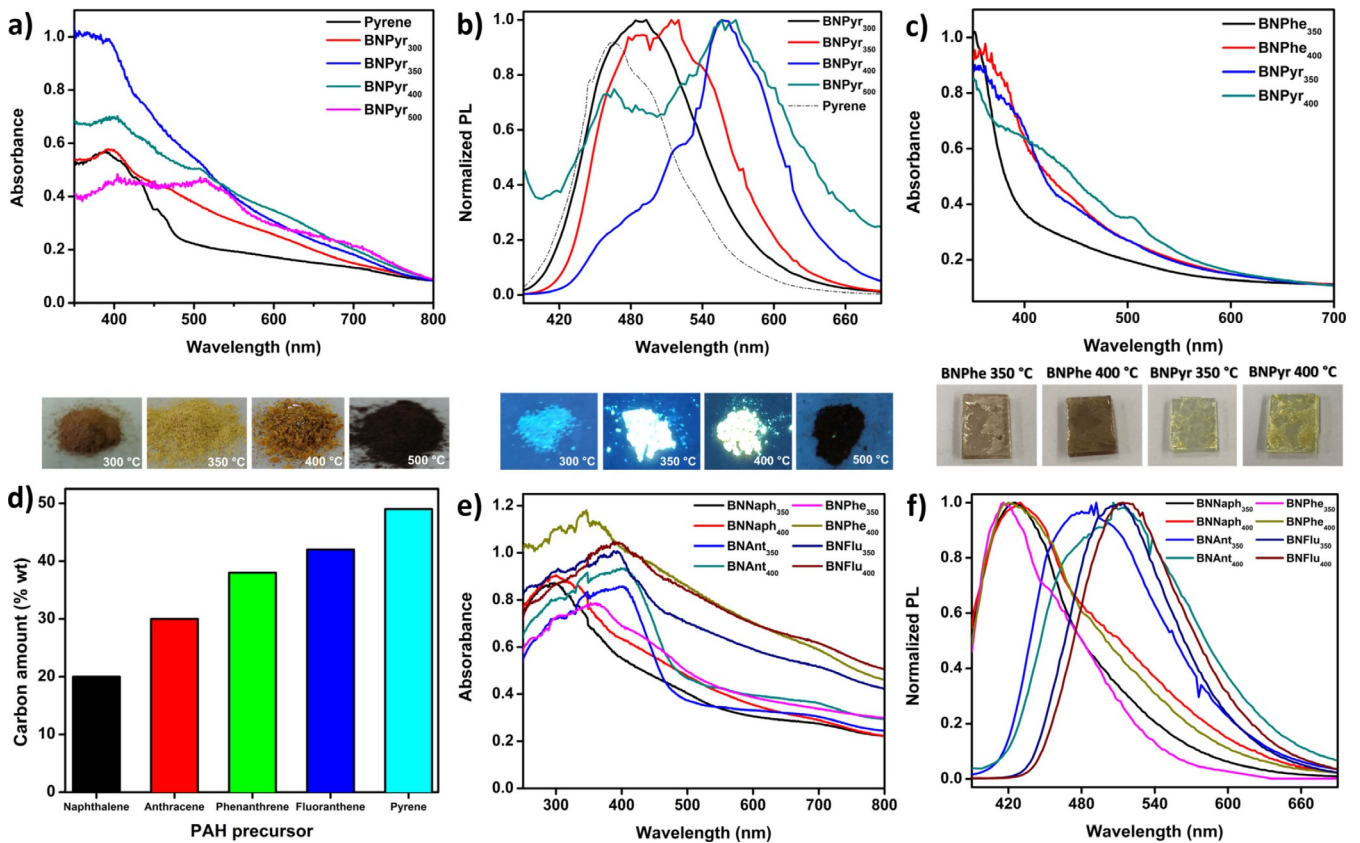 a)
Pyrene
BNPyr300
BNPyr350
BNPyr400
BNPyr500
1.0
0.8
0.6
0.4
0.2
0.0
Absorbance
400 500 600 700 800
Wavelength (nm)
300 °C 350 °C 400 °C 500 °C
b)
BNPyr300
BNPyr350
BNPyr400
BNPyr500
Pyrene
1.0
0.8
0.6
0.4
0.2
0.0
Normalized PL
420 480 540 600 660
Wavelength (nm)
300 °C 350 °C 400 °C 500 °C
c)
BNPhe350
BNPhe400
BNPyr350
BNPyr400
1.0
0.8
0.6
0.4
0.2
0.0
Absorbance
400 500 600 700
Wavelength (nm)
BNPhe 350 °C BNPhe 400 °C BNPyr 350 °C BNPyr 400 °C
d)
50
40
30
20
10
0
Carbon amount (% wt)
Naphthalene Anthracene Phenanthrene Fluoranthene Pyrene
PAH precursor
e)
BNNaph350 BNPhe350
BNNaph400 BNPhe400
BNAnt350 BNFlu350
BNAnt400 BNFlu400
1.2
1.0
0.8
0.6
0.4
0.2
0.0
Absorabance
300 400 500 600 700 800
Wavelength (nm)
f)
BNNaph350 BNPhe350
BNNaph400 BNPhe400
BNAnt350 BNFlu350
BNAnt400 BNFlu400
1.0
0.8
0.6
0.4
0.2
0.0
Normalized PL
420 480 540 600 660
Wavelength (nm)